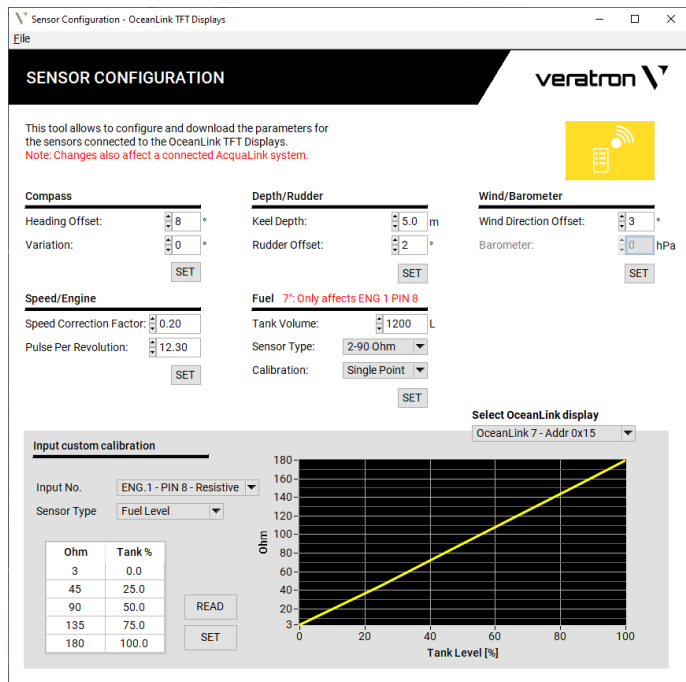 Sensor Configuration - OceanLink TFT Displays
File
SENSOR CONFIGURATION
veratron
This tool allows to configure and download the parameters for
the sensors connected to the OceanLink TFT Displays.
Note: Changes also affect a connected AcquaLink system.
Compass
Heading Offset: 8 °
Variation: 0 °
SET
Depth/Rudder
Keel Depth: 5.0 m
Rudder Offset: 2 °
SET
Wind/Barometer
Wind Direction Offset: 3 °
Barometer: 0 hPa
SET
Speed/Engine
Speed Correction Factor: 0.20
Pulse Per Revolution: 12.30
SET
Fuel 7": Only affects ENG 1 PIN 8
Tank Volume: 1200 L
Sensor Type: 2-90 Ohm
Calibration: Single Point
SET
Select OceanLink display
OceanLink 7 - Addr 0x15
Input custom calibration
Input No. ENG.1 - PIN 8 - Resistive
Sensor Type Fuel Level
Ohm Tank %
3 0.0
45 25.0
90 50.0
135 75.0
180 100.0
READ
SET
Ohm
180
160
140
120
100
80
60
40
20
3
0 20 40 60 80 100
Tank Level [%]